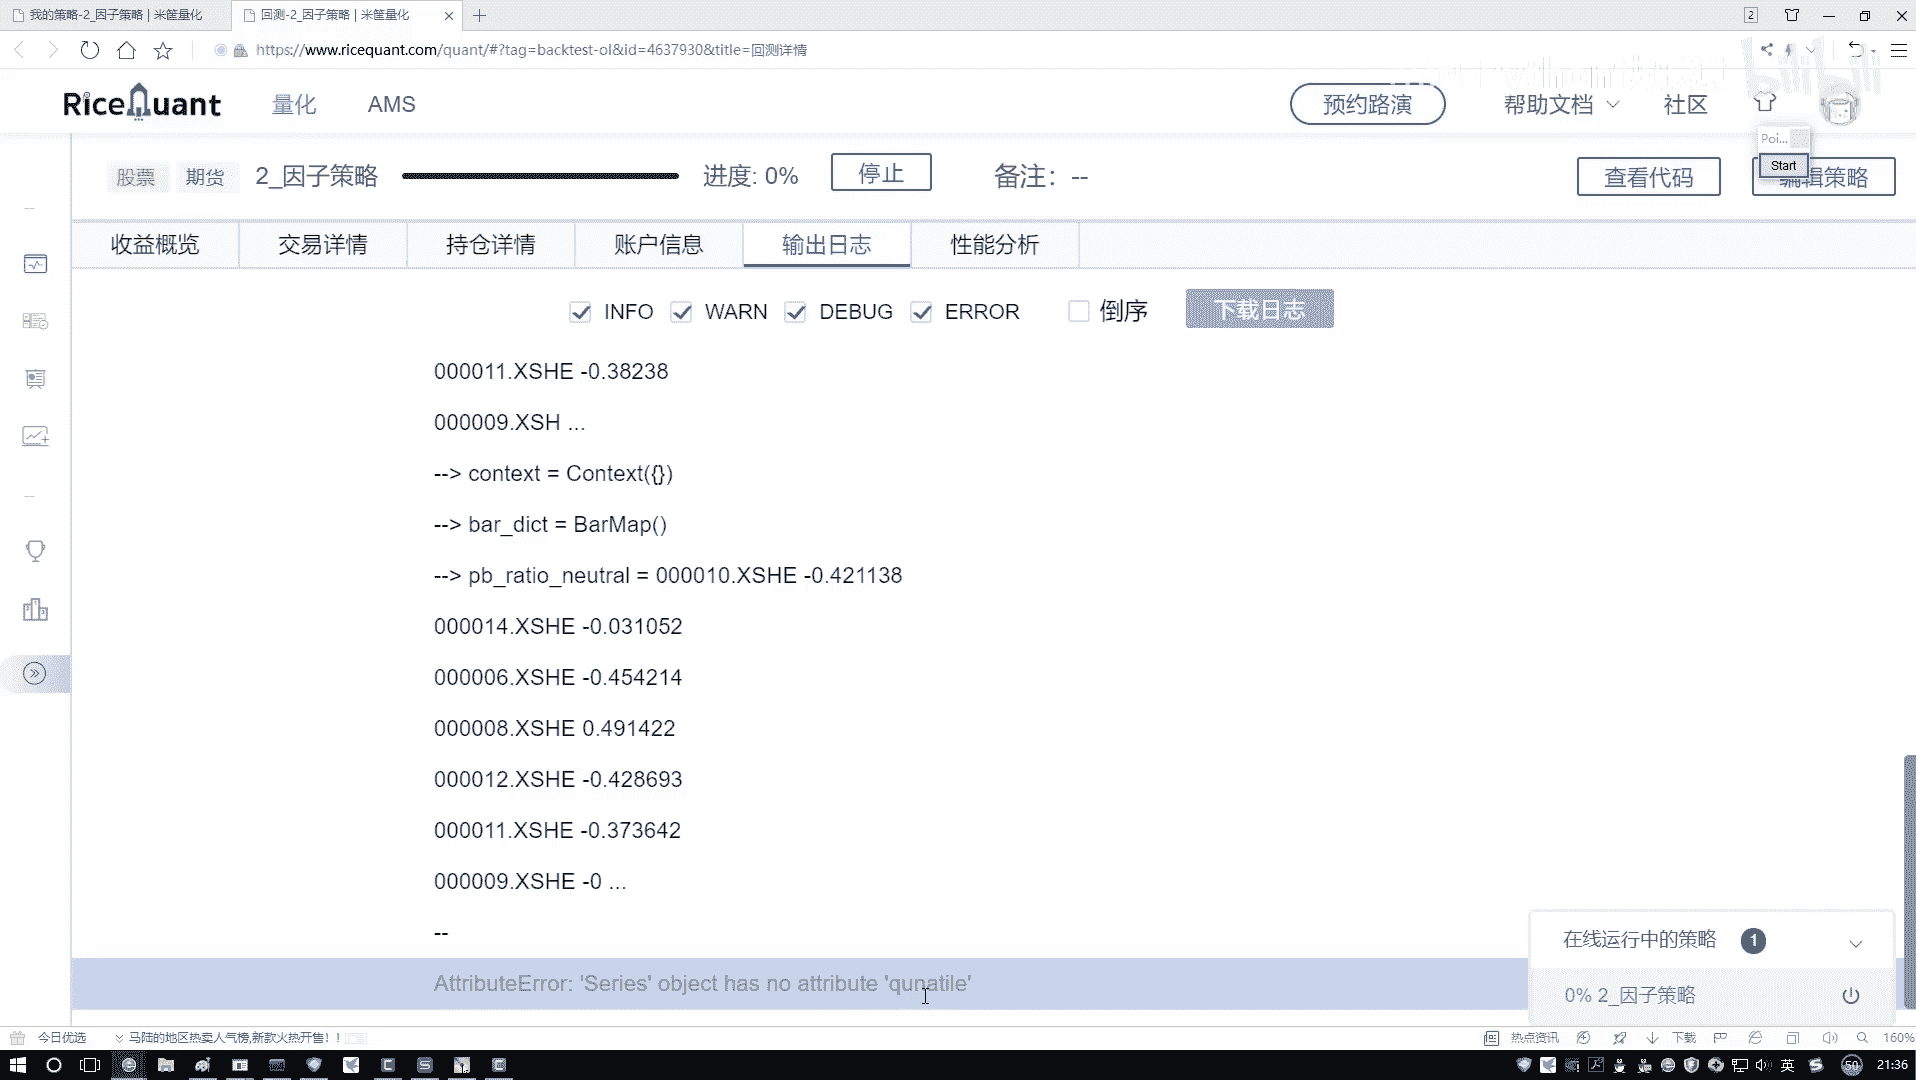 我的策略-2_因子策略 | 米筐量化
回测-2_因子策略 | 米筐量化
2
https://www.ricequant.com/quant/#?tag=backtest-ol&id=4637930&title=回测详情
bilibili
RiceQuant
量化
AMS
预约路演
帮助文档
社区
Poi...
Start
股票
期货
2_因子策略
进度: 0%
停止
备注： --
查看代码
编辑策略
收益概览
交易详情
持仓详情
账户信息
输出日志
性能分析
INFO
WARN
DEBUG
ERROR
倒序
下载日志
000011.XSHE -0.38238
000009.XSH ...
--> context = Context({})
--> bar_dict = BarMap()
--> pb_ratio_neutral = 000010.XSHE -0.421138
000014.XSHE -0.031052
000006.XSHE -0.454214
000008.XSHE 0.491422
000012.XSHE -0.428693
000011.XSHE -0.373642
000009.XSHE -0 ...
--
AttributeError: 'Series' object has no attribute 'qunatile'
在线运行中的策略
1
0% 2_因子策略
今日优选
马陆的地区热卖人气榜,新款火热开售！！
热点资讯
下载
160%
英
50
21:36